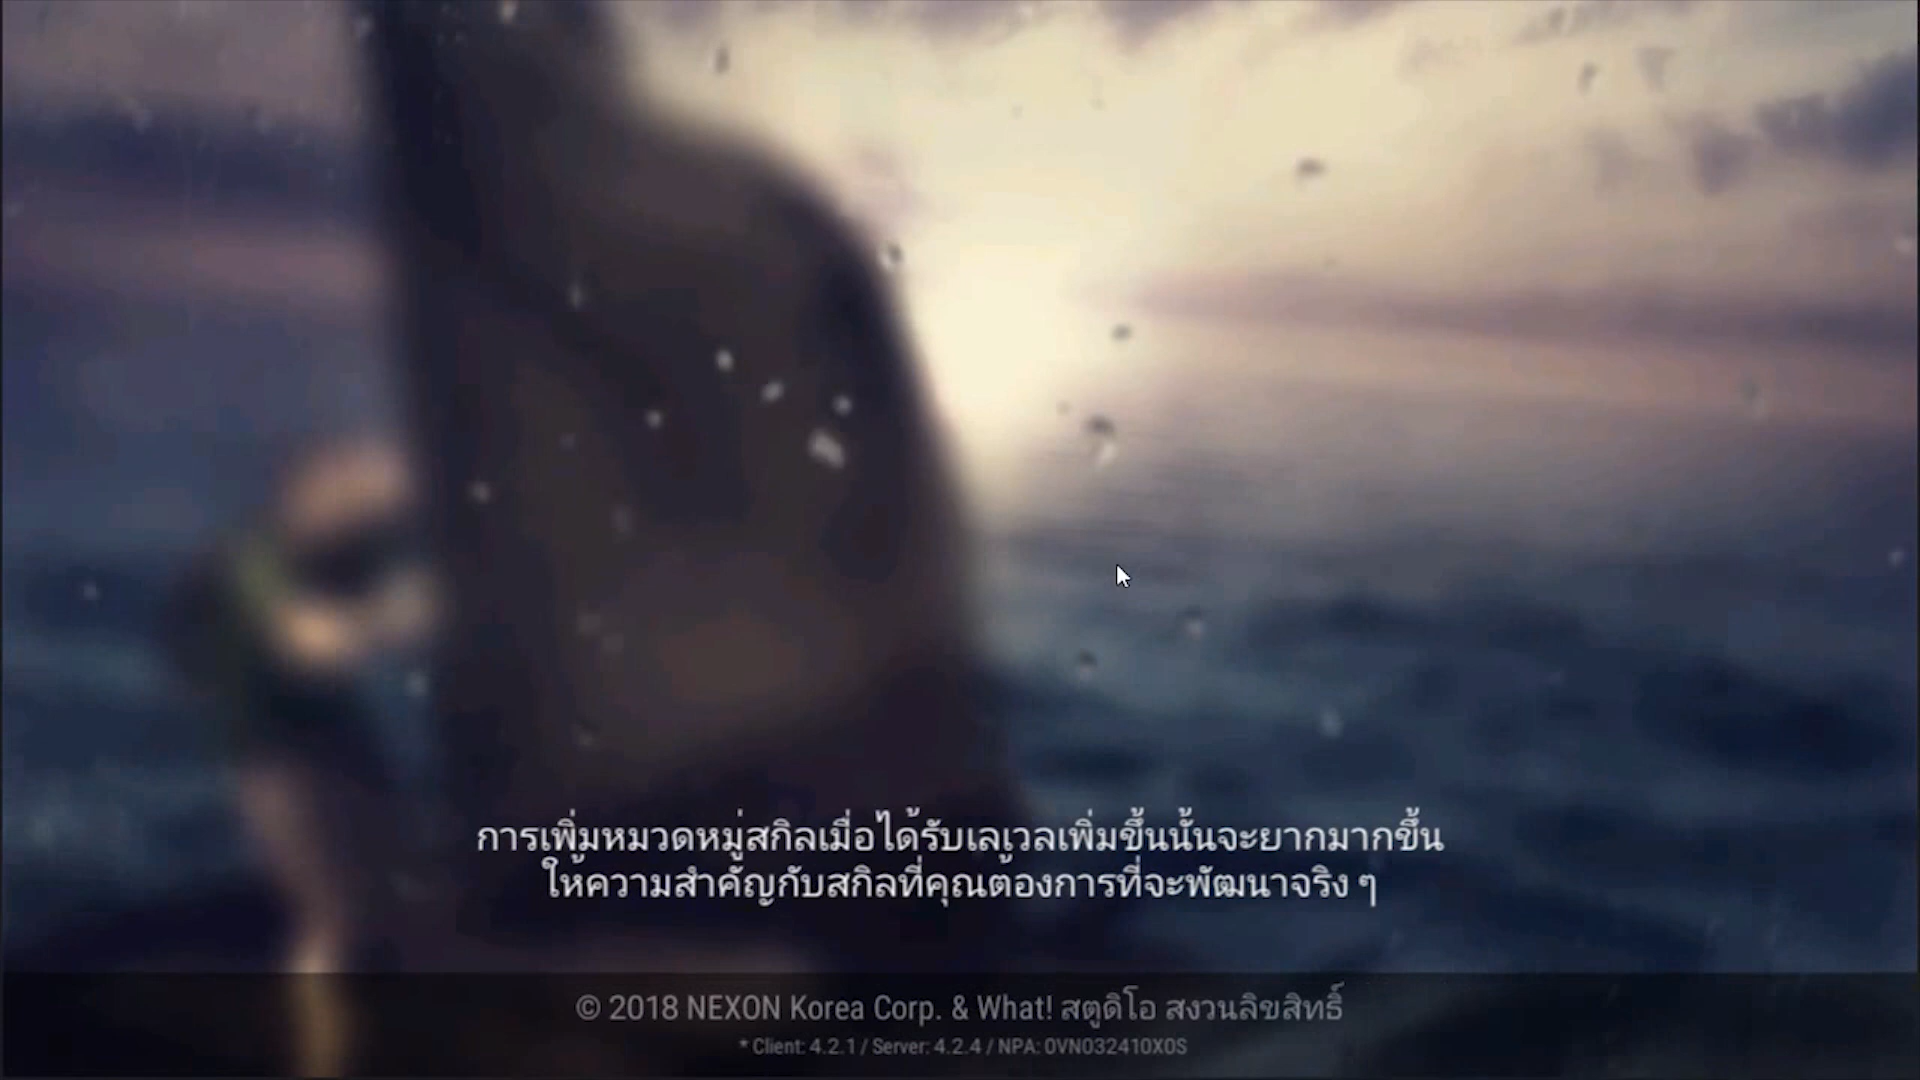 การเพิ่มหมวดหมู่สกิลเมื่อได้รับเลเวลเพิ่มขึ้นนั้นจะยากมากขึ้น
ให้ความสำคัญกับสกิลที่คุณต้องการที่จะพัฒนาจริง ๆ
© 2018 NEXON Korea Corp. & What! สตูดิโอ สงวนลิขสิทธิ์
* Client: 4.2.1 / Server: 4.2.4 / NPA: 0VN032410X0S